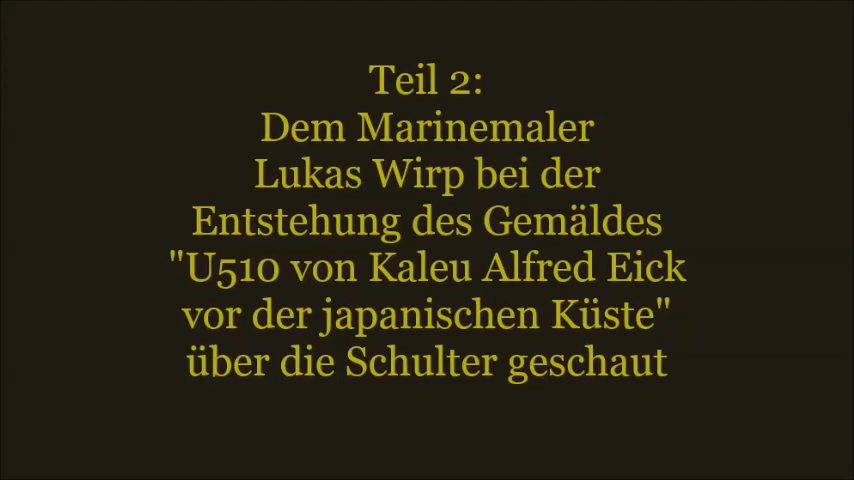 Teil 2:
Dem Marinemaler
Lukas Wirp bei der
Entstehung des Gemäldes
"U510 von Kaleu Alfred Eick
vor der japanischen Küste"
über die Schulter geschaut